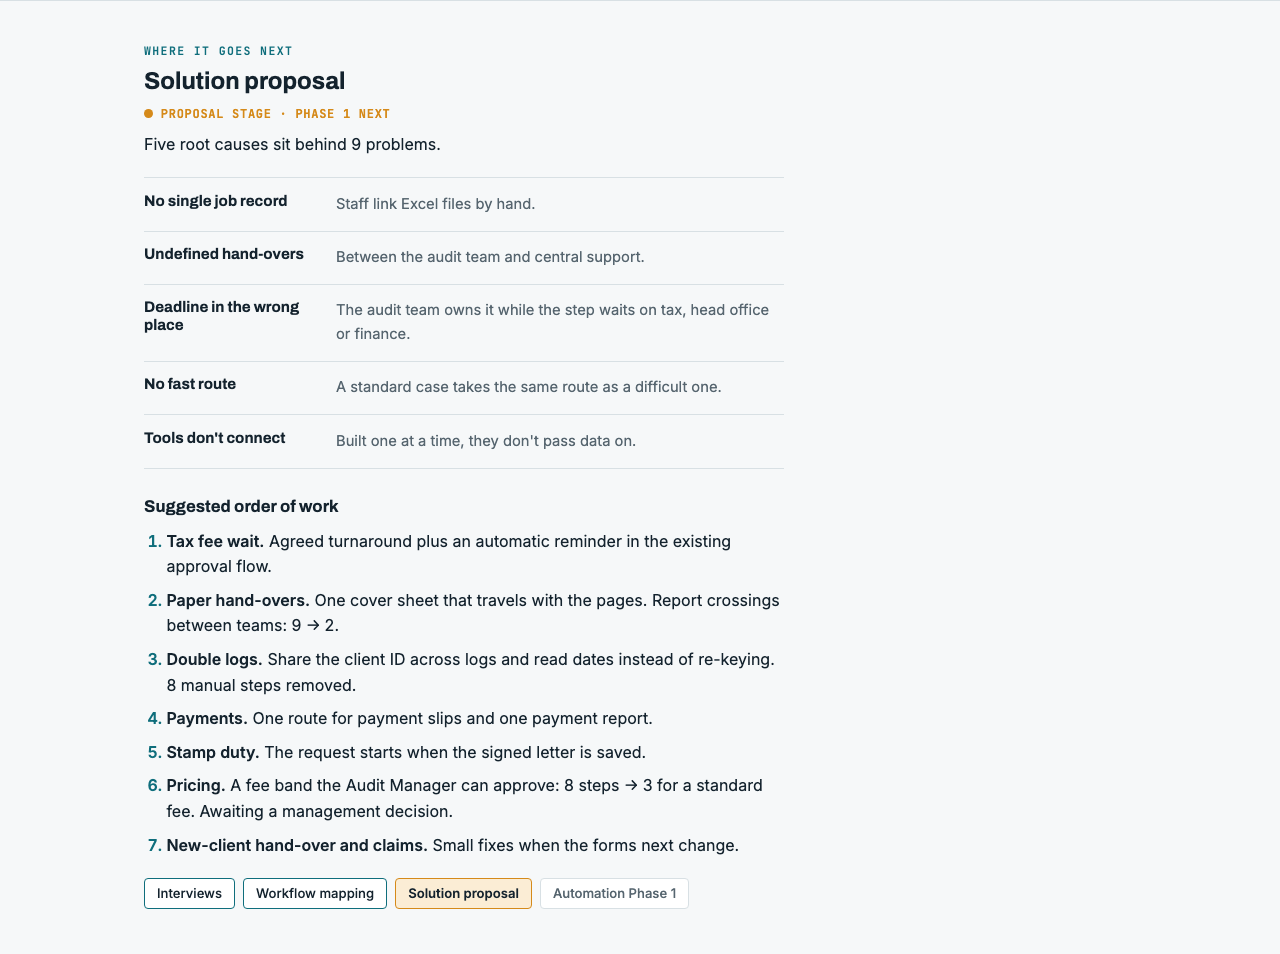 WHERE IT GOES NEXT
Solution proposal
PROPOSAL STAGE · PHASE 1 NEXT
Five root causes sit behind 9 problems.
No single job record
Staff link Excel files by hand.
Undefined hand-overs
Between the audit team and central support.
Deadline in the wrong
place
The audit team owns it while the step waits on tax, head office
or finance.
No fast route
A standard case takes the same route as a difficult one.
Tools don't connect
Built one at a time, they don't pass data on.
Suggested order of work
1. Tax fee wait. Agreed turnaround plus an automatic reminder in the existing
approval flow.
2. Paper hand-overs. One cover sheet that travels with the pages. Report crossings
between teams: 9 → 2.
3. Double logs. Share the client ID across logs and read dates instead of re-keying.
8 manual steps removed.
4. Payments. One route for payment slips and one payment report.
5. Stamp duty. The request starts when the signed letter is saved.
6. Pricing. A fee band the Audit Manager can approve: 8 steps → 3 for a standard
fee. Awaiting a management decision.
7. New-client hand-over and claims. Small fixes when the forms next change.
Interviews
Workflow mapping
Solution proposal
Automation Phase 1